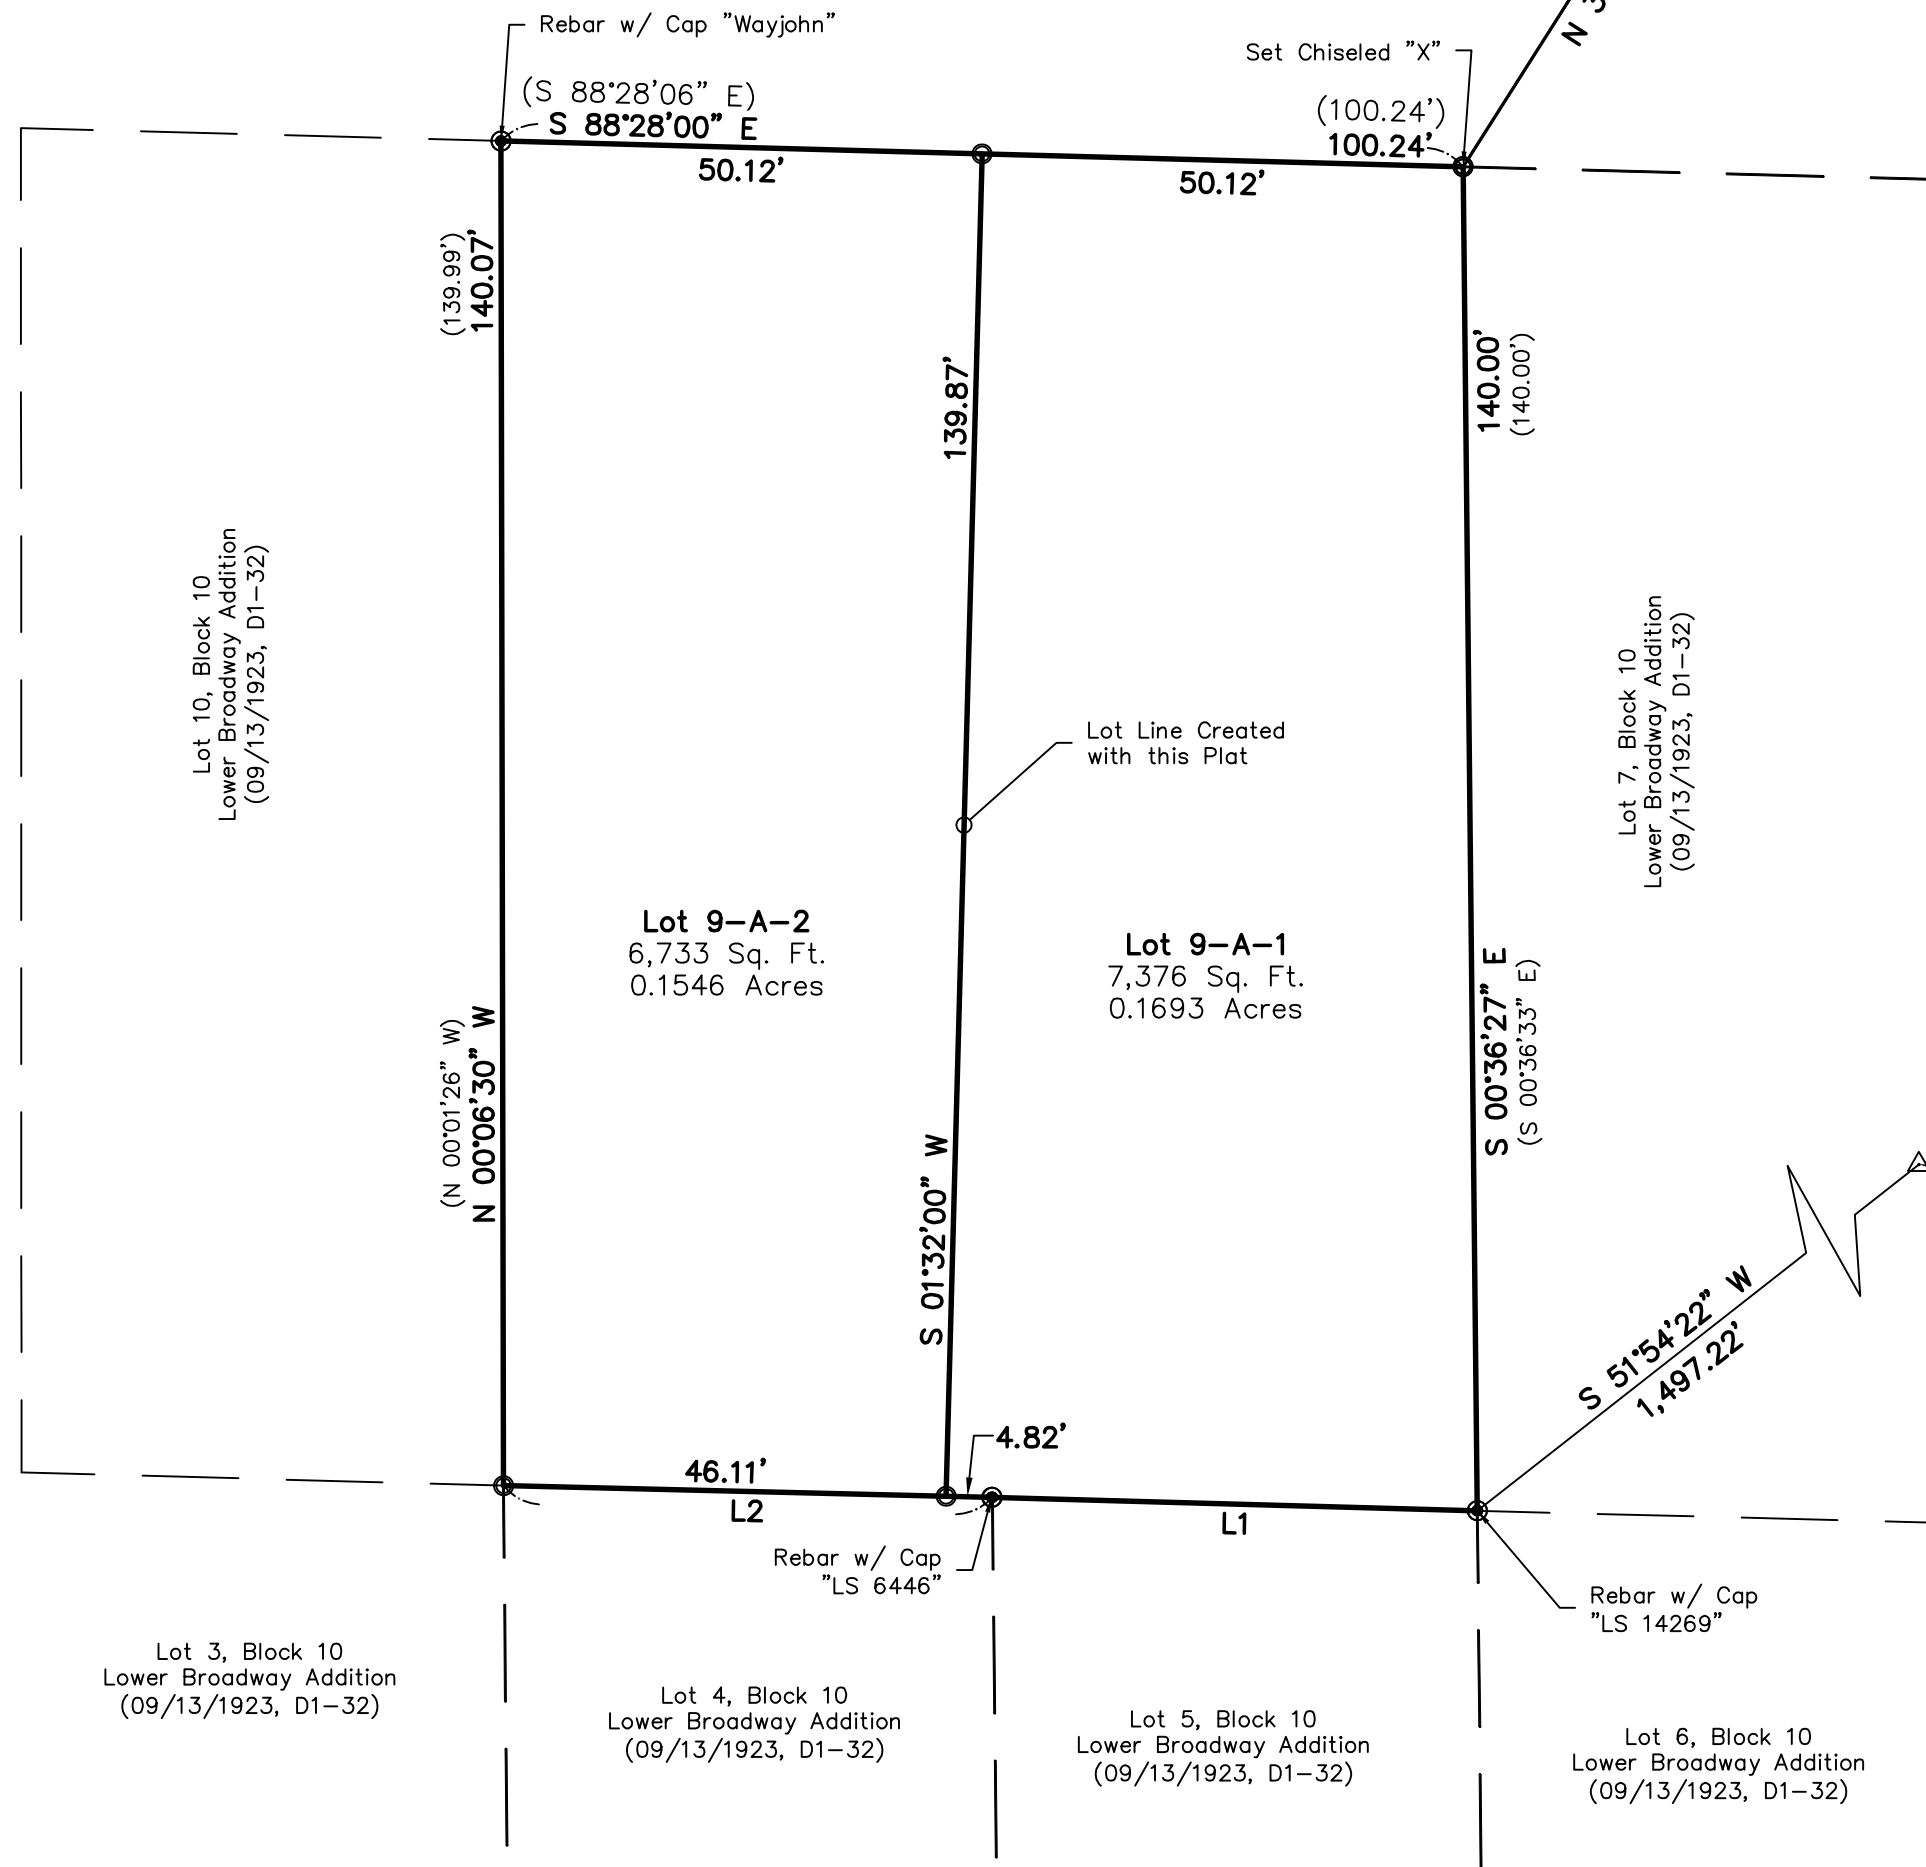 Rebar w/ Cap "Wayjohn"
Set Chiseled "X"
N 3
(S 88°28'06" E)
S 88°28'00" E
(100.24')
100.24'
50.12'
50.12'
(139.99')
140.07'
139.87'
140.00'
(140.00')
Lot 10, Block 10
Lower Broadway Addition
(09/13/1923, D1-32)
Lot 7, Block 10
Lower Broadway Addition
(09/13/1923, D1-32)
Lot Line Created
with this Plat
Lot 9-A-2
6,733 Sq. Ft.
0.1546 Acres
Lot 9-A-1
7,376 Sq. Ft.
0.1693 Acres
(N 00°01'26" W)
N 00°06'30" W
S 01°32'00" W
S 00°36'27" E
(S 00°36'33" E)
S 51°54'22" W
1,497.22'
4.82'
46.11'
L2
L1
Rebar w/ Cap
"LS 6446"
Rebar w/ Cap
"LS 14269"
Lot 3, Block 10
Lower Broadway Addition
(09/13/1923, D1-32)
Lot 4, Block 10
Lower Broadway Addition
(09/13/1923, D1-32)
Lot 5, Block 10
Lower Broadway Addition
(09/13/1923, D1-32)
Lot 6, Block 10
Lower Broadway Addition
(09/13/1923, D1-32)